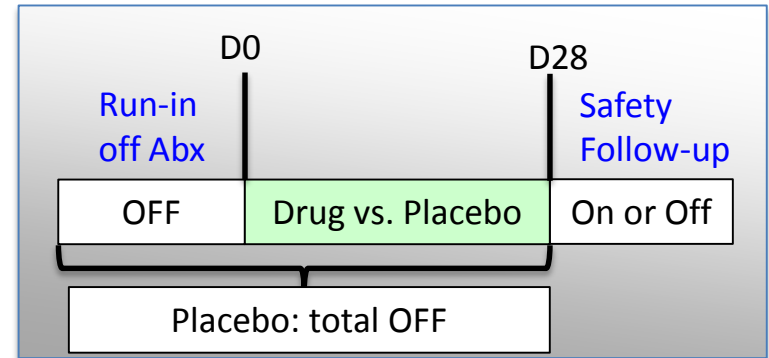 D0
D28
Run-in
off Abx
Safety
Follow-up
OFF
Drug vs. Placebo
On or Off
Placebo: total OFF